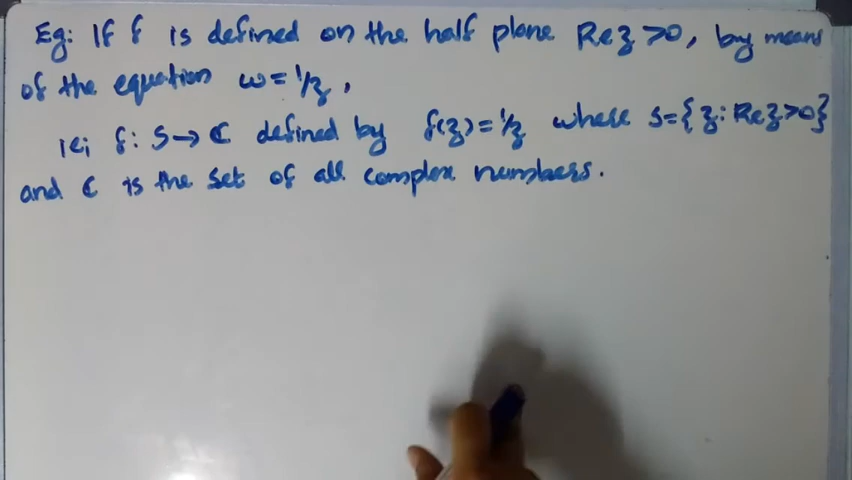 Eg: If f is defined on the half plane Re z > 0, by means
of the equation w = 1/z,
ie; f: S → ℂ defined by f(z) = 1/z where S = {z : Re z > 0}
and ℂ is the set of all complex numbers.